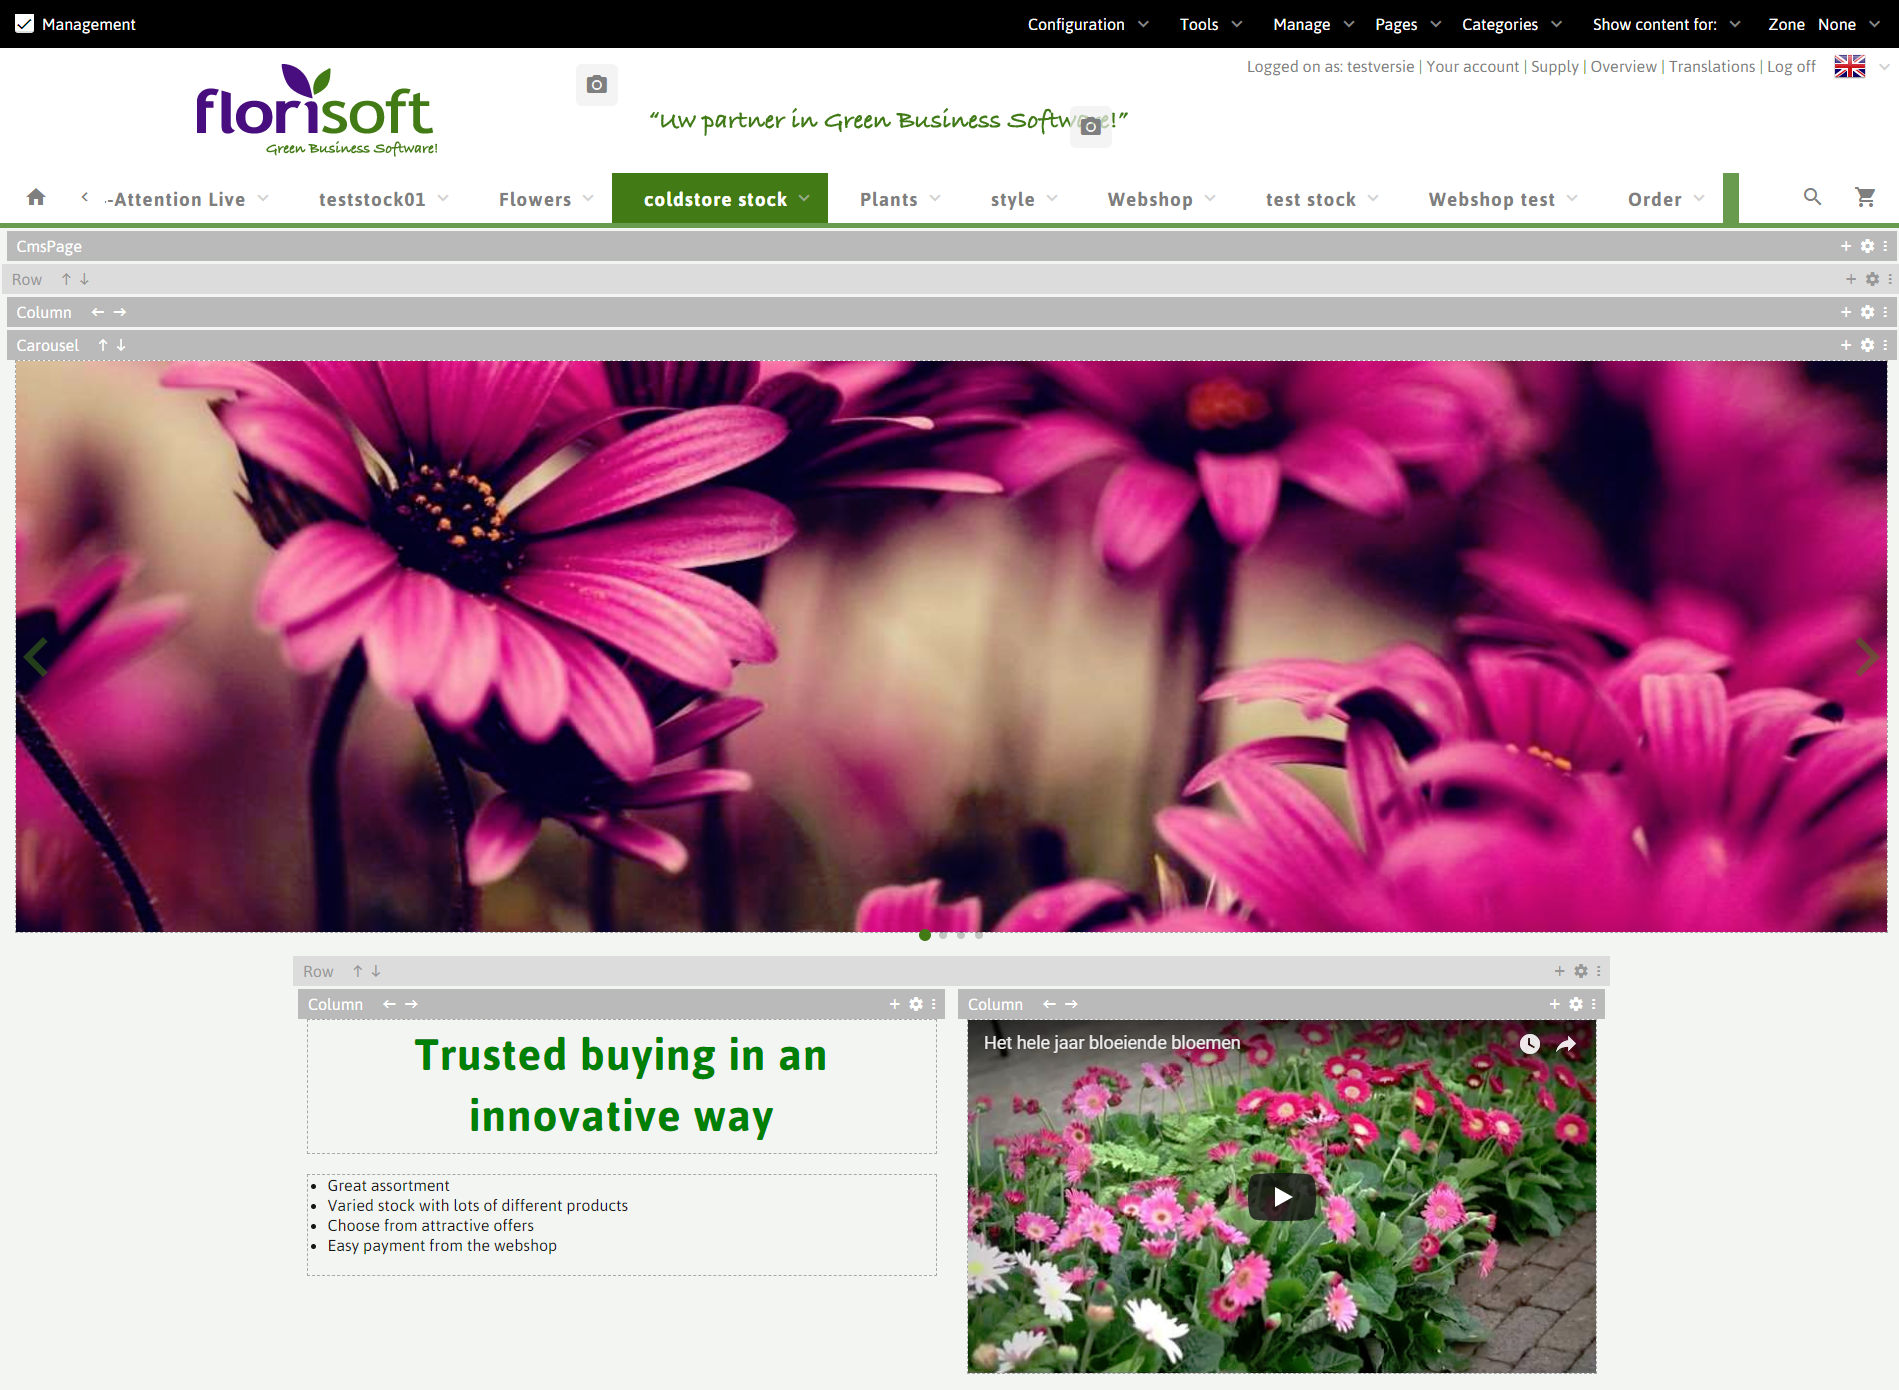 Management Configuration Tools Manage Pages Categories Show content for: Zone None
Logged on as: testversie | Your account | Supply | Overview | Translations | Log off
florisoft
Green Business Software!
“Uw partner in Green Business Software!”
-Attention Live teststock01 Flowers coldstore stock Plants style Webshop test stock Webshop test Order
CmsPage
Row
Column
Carousel
Row
Column
Trusted buying in an
innovative way
Great assortment
Varied stock with lots of different products
Choose from attractive offers
Easy payment from the webshop
Column
Het hele jaar bloeiende bloemen